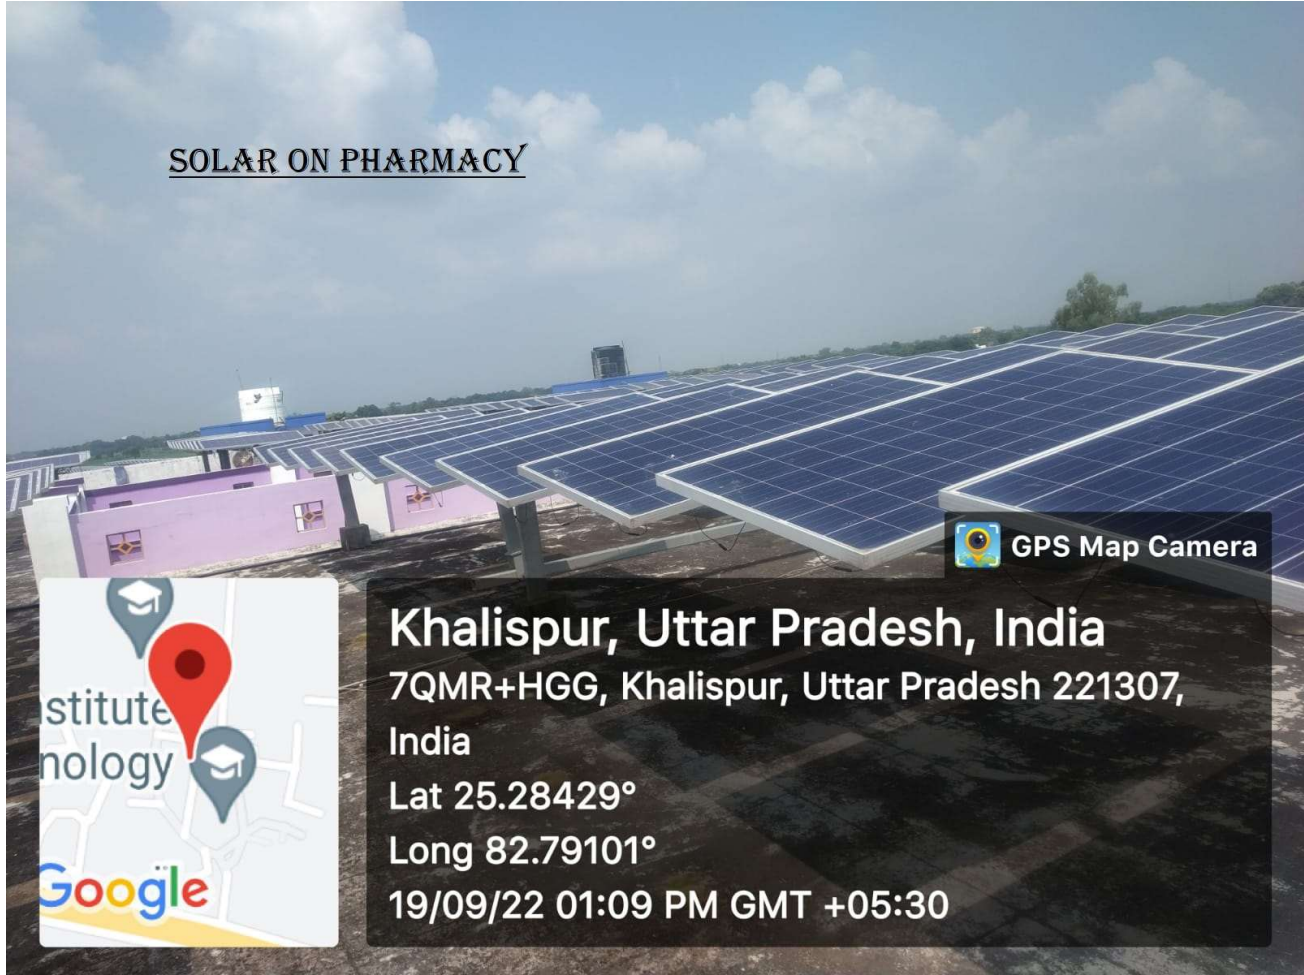 SOLAR ON PHARMACY
GPS Map Camera
Khalispur, Uttar Pradesh, India
7QMR+HGG, Khalispur, Uttar Pradesh 221307,
India
Lat 25.28429°
Long 82.79101°
19/09/22 01:09 PM GMT +05:30
stitute
nology
Google